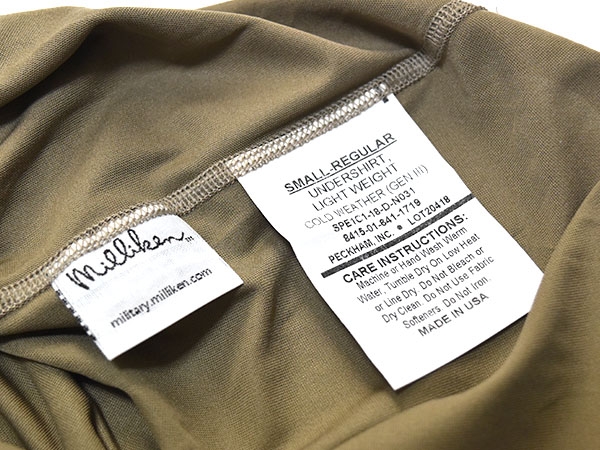 Milliken™
military.milliken.com
SMALL-REGULAR
UNDERSHIRT,
LIGHT WEIGHT
COLD WEATHER (GEN III)
SPE1C1-18-D-N031
8415-01-641-1719
PECKHAM, INC. • LOT20418
CARE INSTRUCTIONS:
Machine or Hand Wash Warm
Water, Tumble Dry On Low Heat
or Line Dry. Do Not Bleach or
Dry Clean. Do Not Use Fabric
Softeners. Do Not Iron.
MADE IN USA